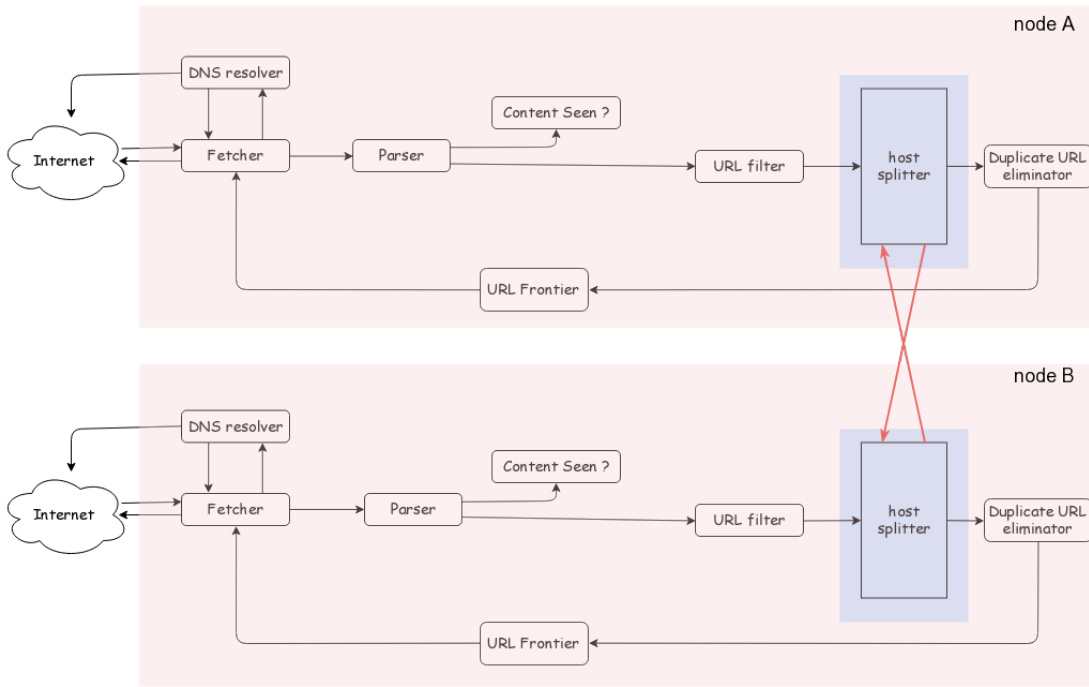 node A
DNS resolver
Content Seen ?
Internet
Fetcher
Parser
URL filter
host
splitter
Duplicate URL
eliminator
URL Frontier
node B
DNS resolver
Content Seen ?
Internet
Fetcher
Parser
URL filter
host
splitter
Duplicate URL
eliminator
URL Frontier